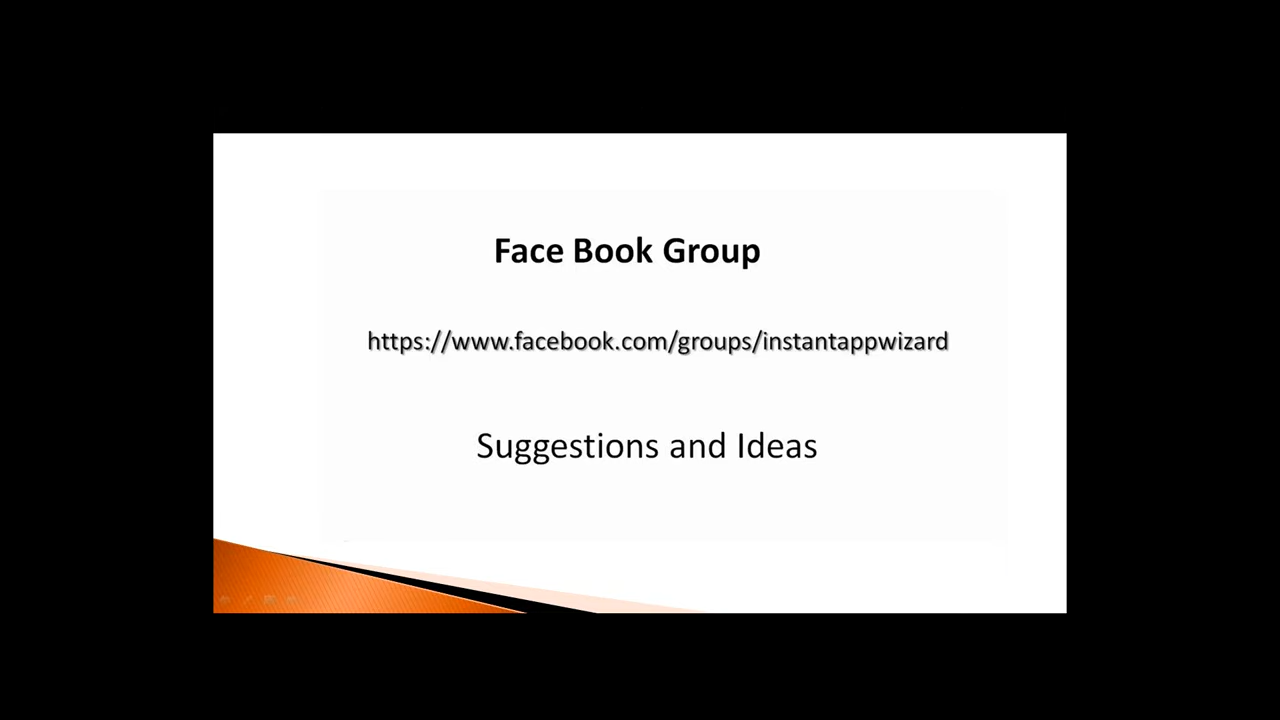 Face Book Group
https://www.facebook.com/groups/instantappwizard
Suggestions and Ideas